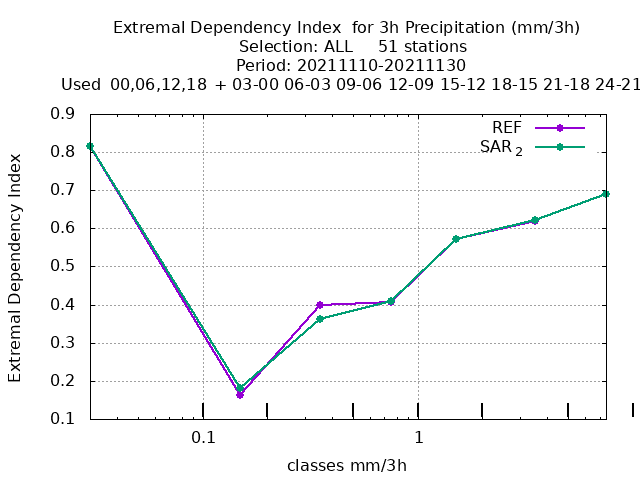 Extremal Dependency Index  for 3h Precipitation (mm/3h)
Selection: ALL     51 stations
Period: 20211110-20211130
Used  00,06,12,18  + 03-00 06-03 09-06 12-09 15-12 18-15 21-18 24-21
REF
SAR 2
0.9
0.8
0.7
0.6
0.5
0.4
0.3
0.2
0.1
Extremal Dependency Index
0.1 1
classes mm/3h